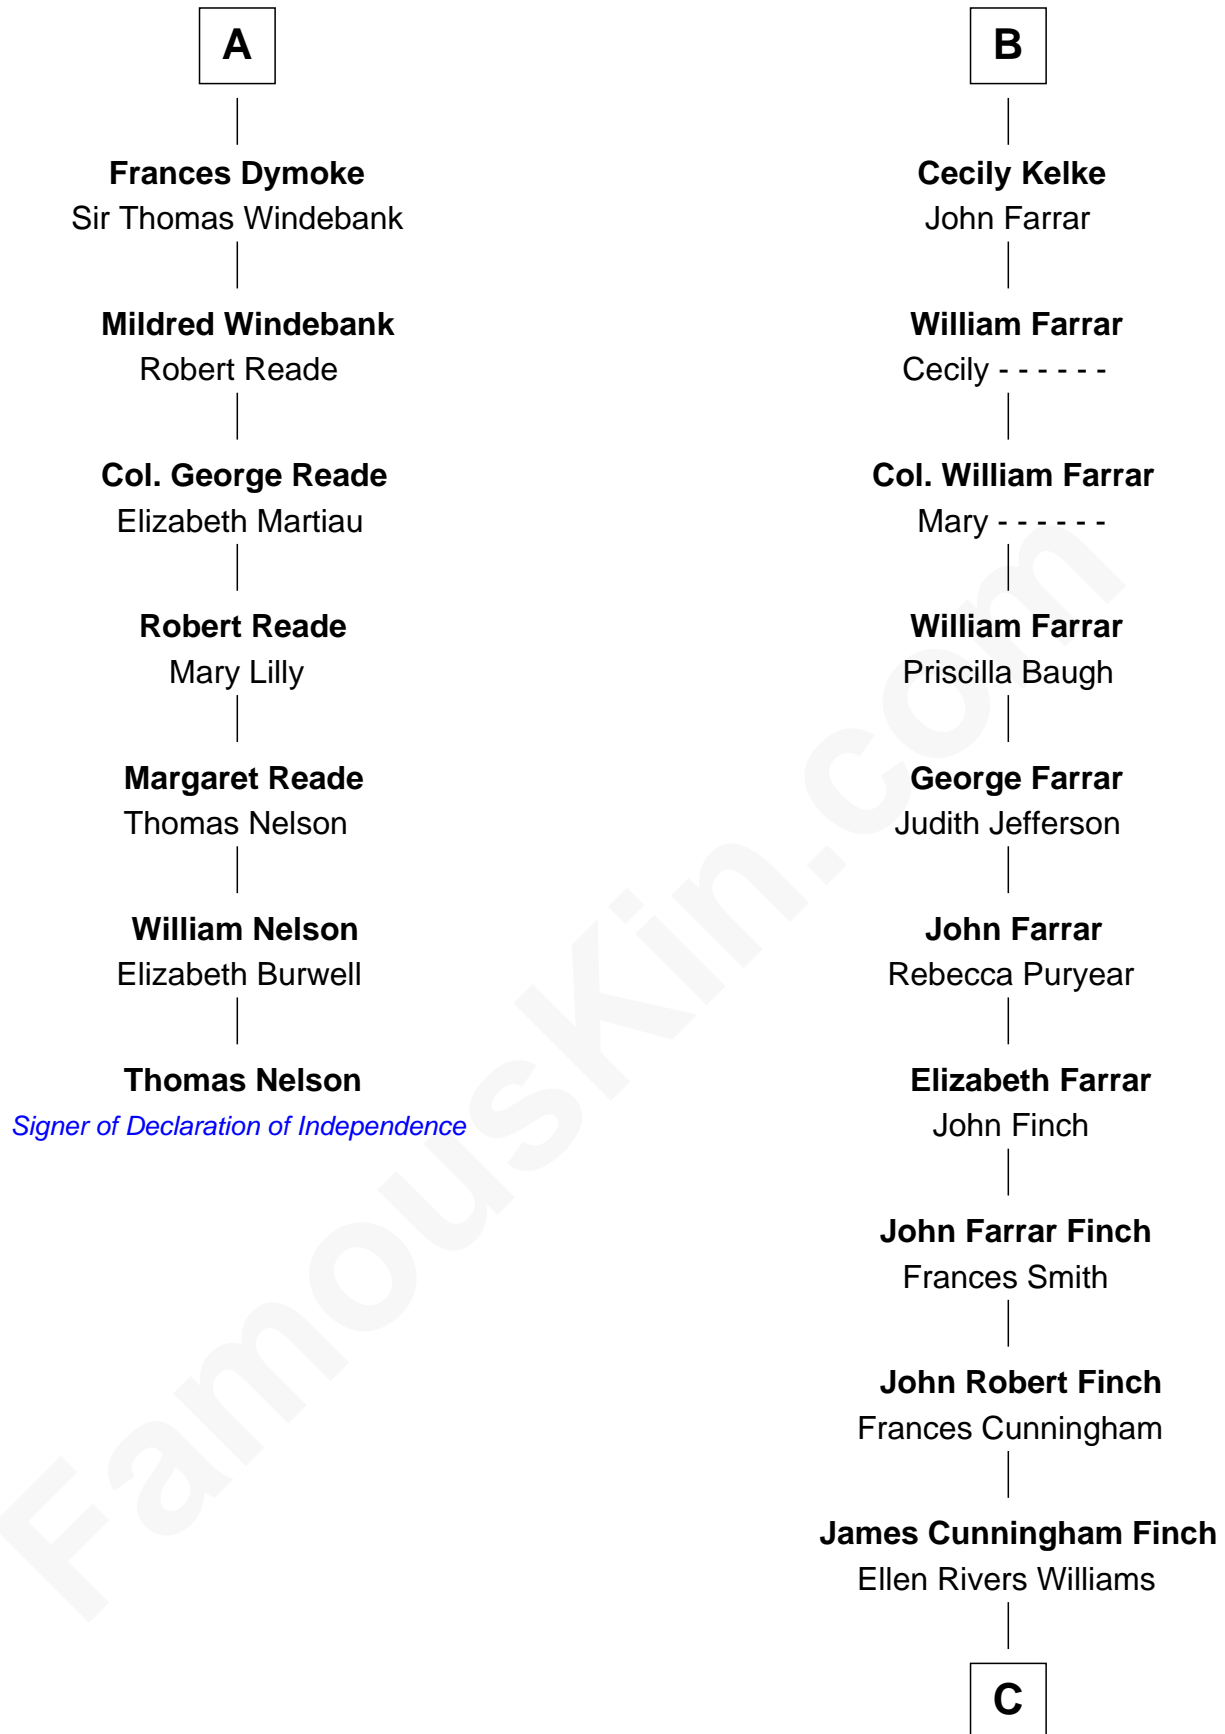 A
Frances Dymoke
Sir Thomas Windebank
Mildred Windebank
Robert Reade
Col. George Reade
Elizabeth Martiau
Robert Reade
Mary Lilly
Margaret Reade
Thomas Nelson
William Nelson
Elizabeth Burwell
Thomas Nelson
Signer of Declaration of Independence
B
Cecily Kelke
John Farrar
William Farrar
Cecily - - - - - -
Col. William Farrar
Mary - - - - - -
William Farrar
Priscilla Baugh
George Farrar
Judith Jefferson
John Farrar
Rebecca Puryear
Elizabeth Farrar
John Finch
John Farrar Finch
Frances Smith
John Robert Finch
Frances Cunningham
James Cunningham Finch
Ellen Rivers Williams
C
FamousKin.com